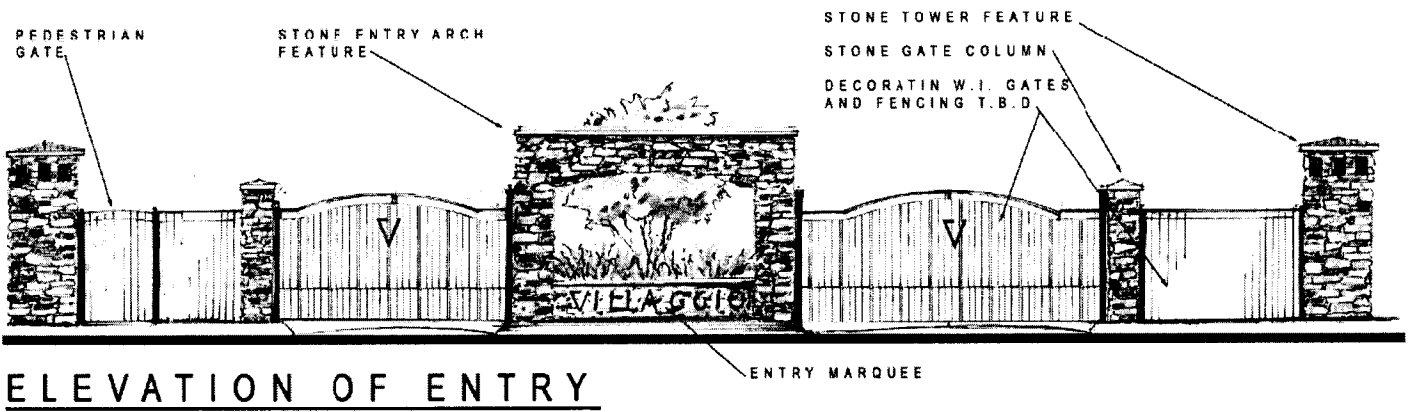 PEDESTRIAN
GATE
STONE ENTRY ARCH
FEATURE
STONE TOWER FEATURE
STONE GATE COLUMN
DECORATIN W.I. GATES
AND FENCING T.B.D
V
V
VILLAGGIO
ENTRY MARQUEE
ELEVATION OF ENTRY